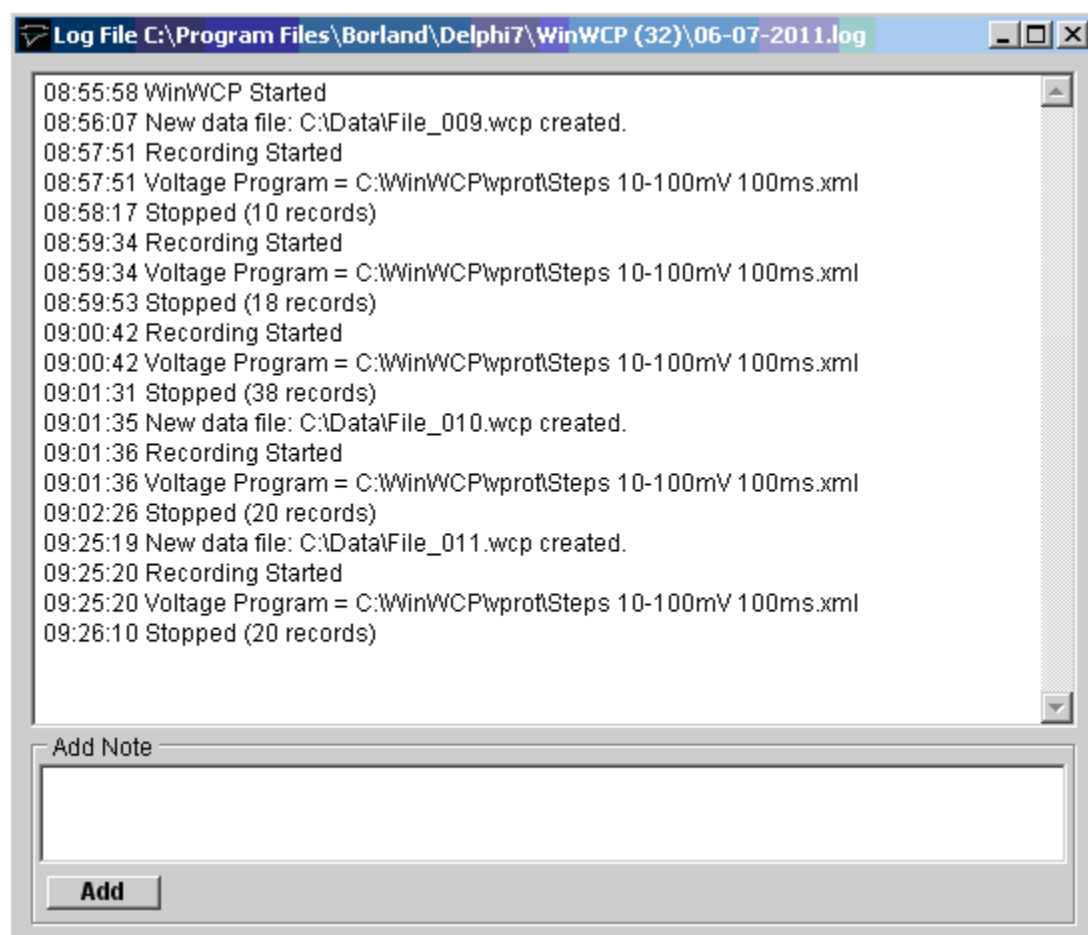 Log File C:\Program Files\Borland\Delphi7\WinWCP (32)\06-07-2011.log
08:55:58 WinWCP Started
08:56:07 New data file: C:\Data\File_009.wcp created.
08:57:51 Recording Started
08:57:51 Voltage Program = C:\WinWCP\vprot\Steps 10-100mV 100ms.xml
08:58:17 Stopped (10 records)
08:59:34 Recording Started
08:59:34 Voltage Program = C:\WinWCP\vprot\Steps 10-100mV 100ms.xml
08:59:53 Stopped (18 records)
09:00:42 Recording Started
09:00:42 Voltage Program = C:\WinWCP\vprot\Steps 10-100mV 100ms.xml
09:01:31 Stopped (38 records)
09:01:35 New data file: C:\Data\File_010.wcp created.
09:01:36 Recording Started
09:01:36 Voltage Program = C:\WinWCP\vprot\Steps 10-100mV 100ms.xml
09:02:26 Stopped (20 records)
09:25:19 New data file: C:\Data\File_011.wcp created.
09:25:20 Recording Started
09:25:20 Voltage Program = C:\WinWCP\vprot\Steps 10-100mV 100ms.xml
09:26:10 Stopped (20 records)
Add Note
Add